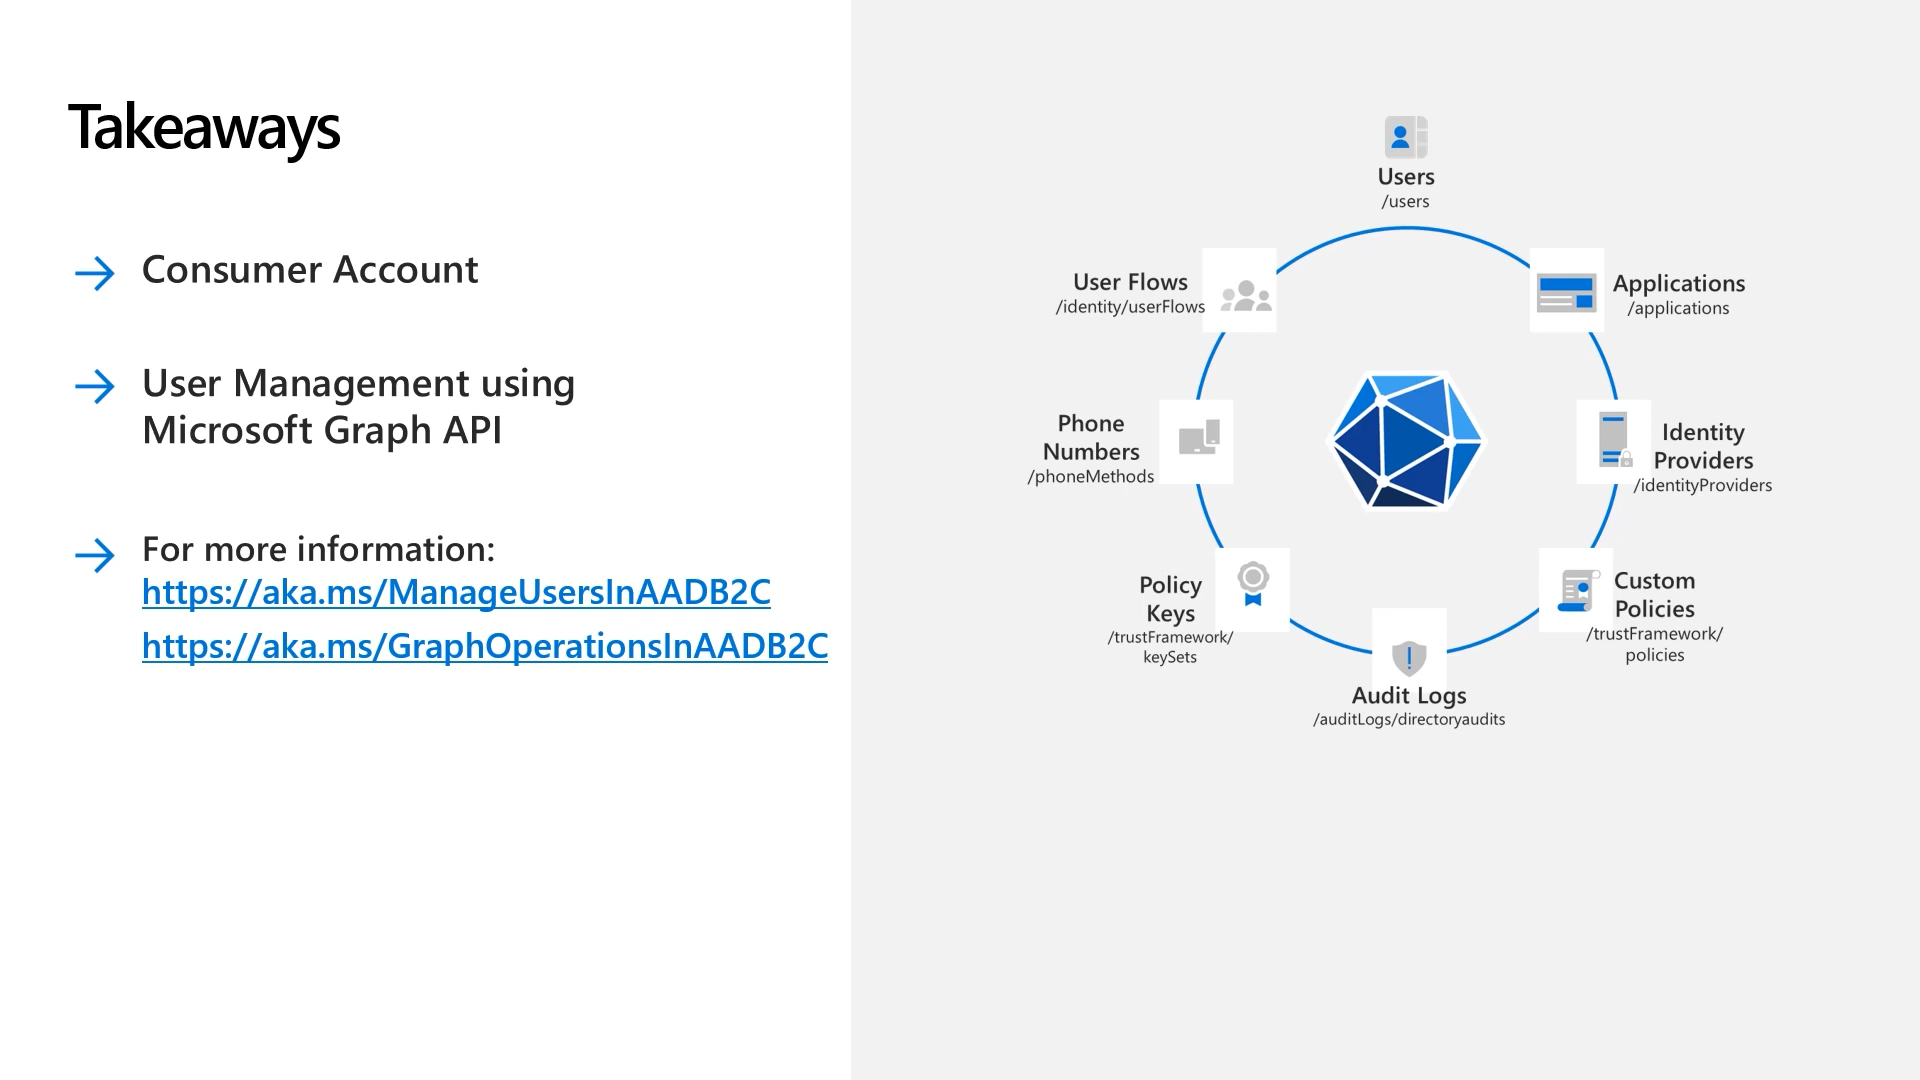 Takeaways
Consumer Account
User Management using
Microsoft Graph API
For more information:
https://aka.ms/ManageUsersInAADB2C
https://aka.ms/GraphOperationsInAADB2C
Users
/users
Applications
/applications
Identity
Providers
/identityProviders
Custom
Policies
/trustFramework/
policies
Audit Logs
/auditLogs/directoryaudits
Policy
Keys
/trustFramework/
keySets
Phone
Numbers
/phoneMethods
User Flows
/identity/userFlows